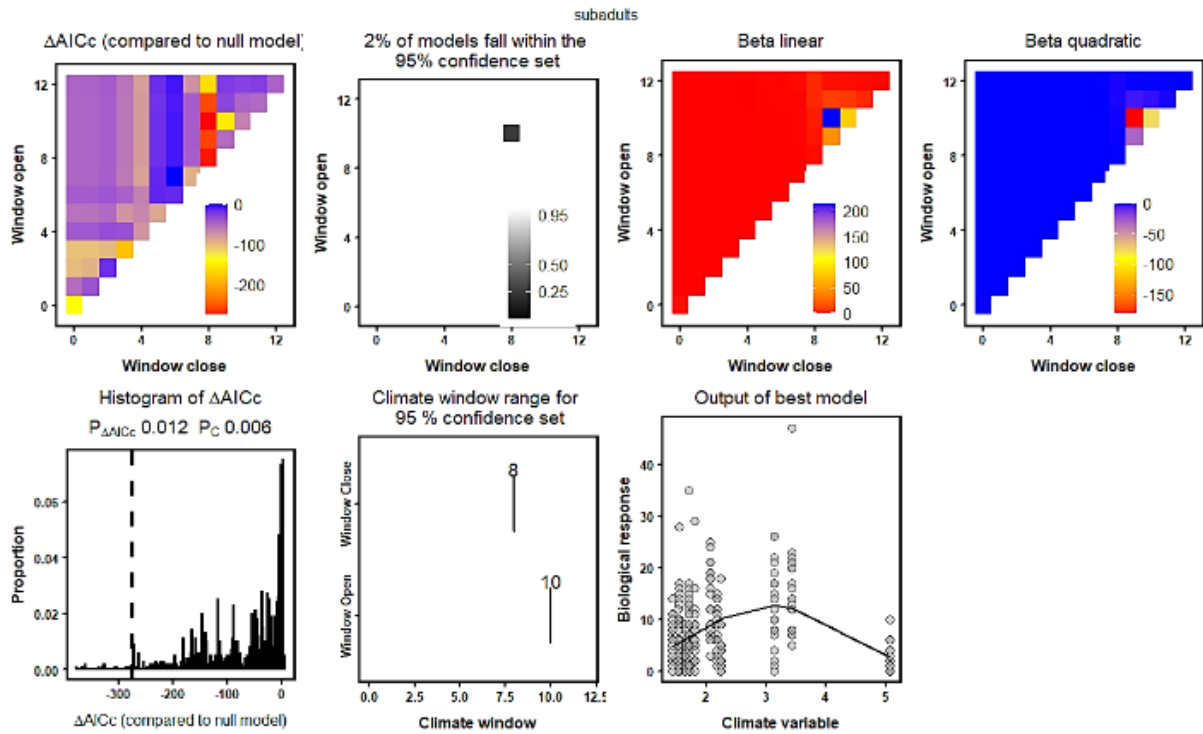 subadults
ΔAICc (compared to null model)
12
8
4
0
Window open
0
-100
-200
0 4 8 12
Window close
2% of models fall within the
95% confidence set
12
8
4
0
Window open
0.95
0.50
0.25
0 4 8 12
Window close
Beta linear
12
8
4
0
Window open
200
150
100
50
0
0 4 8 12
Window close
Beta quadratic
12
8
4
0
Window open
0
-50
-100
-150
0 4 8 12
Window close
Histogram of ΔAICc
PΔAICc 0.012 PC 0.006
0.05
0.04
0.02
0.00
Proportion
-300 -200 -100 0
ΔAICc (compared to null model)
Climate window range for
95 % confidence set
Window Close
Window Open
8
10
0.0 2.5 5.0 7.5 10.0 12.5
Climate window
Output of best model
40
30
20
10
0
Biological response
2 3 4 5
Climate variable